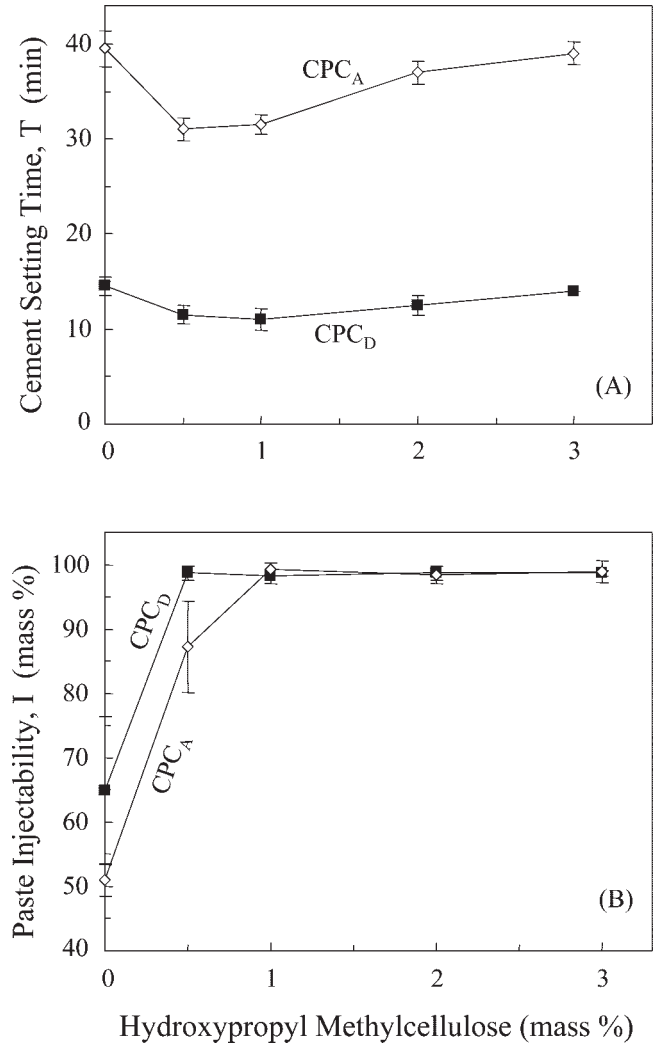 Cement Setting Time, T (min)
40
30
20
10
0
CPC_A
CPC_D
(A)
0 1 2 3
Paste Injectability, I (mass %)
100
90
80
70
60
50
40
CPC_D
CPC_A
(B)
0 1 2 3
Hydroxypropyl Methylcellulose (mass %)